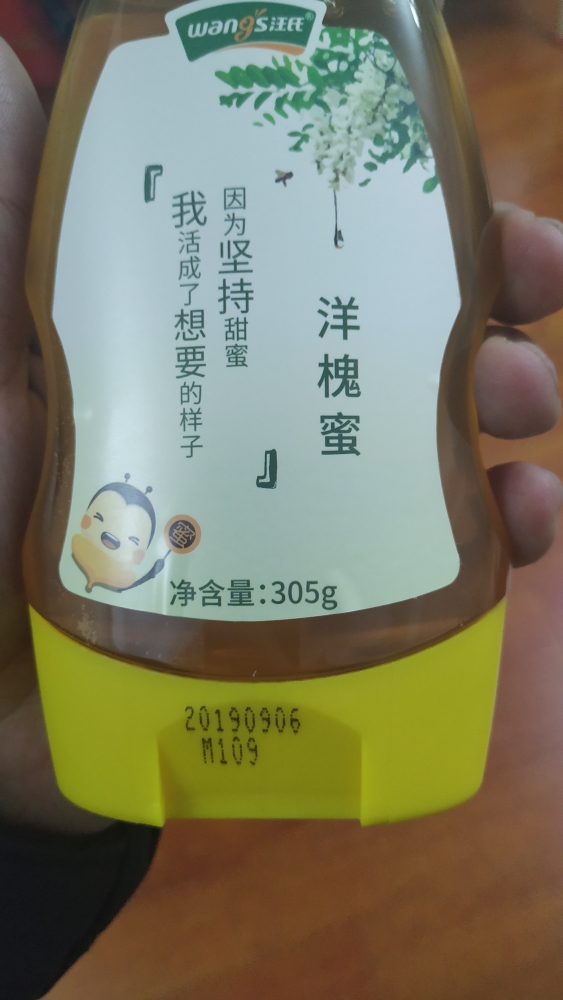 wang's汪氏®
洋槐蜜
『
因为坚持甜蜜
我活成了想要的样子
』
蜜
净含量:305g
20190906
M109